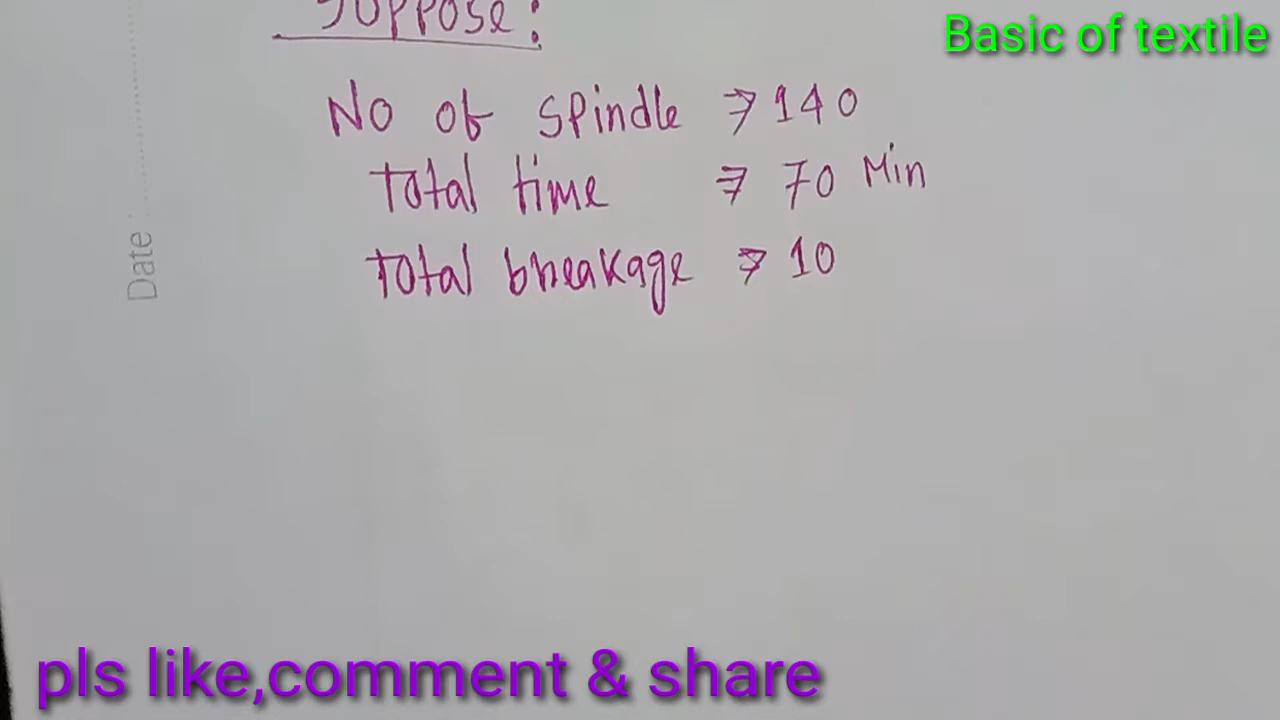 Suppose:
Basic of textile
No of spindle => 140
Total time => 70 Min
Total breakage => 10
Date :
pls like,comment & share